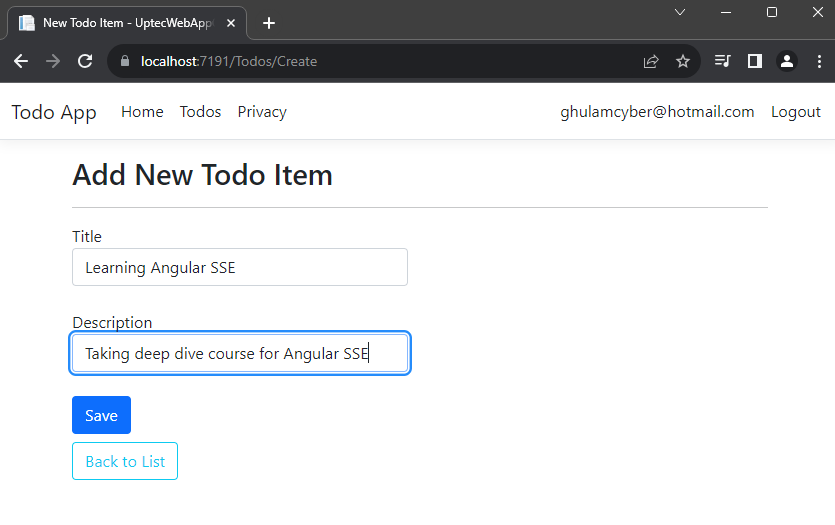 New Todo Item - UptecWebApp
localhost:7191/Todos/Create
Todo App Home Todos Privacy ghulamcyber@hotmail.com Logout
Add New Todo Item
Title
Learning Angular SSE
Description
Taking deep dive course for Angular SSE
Save
Back to List